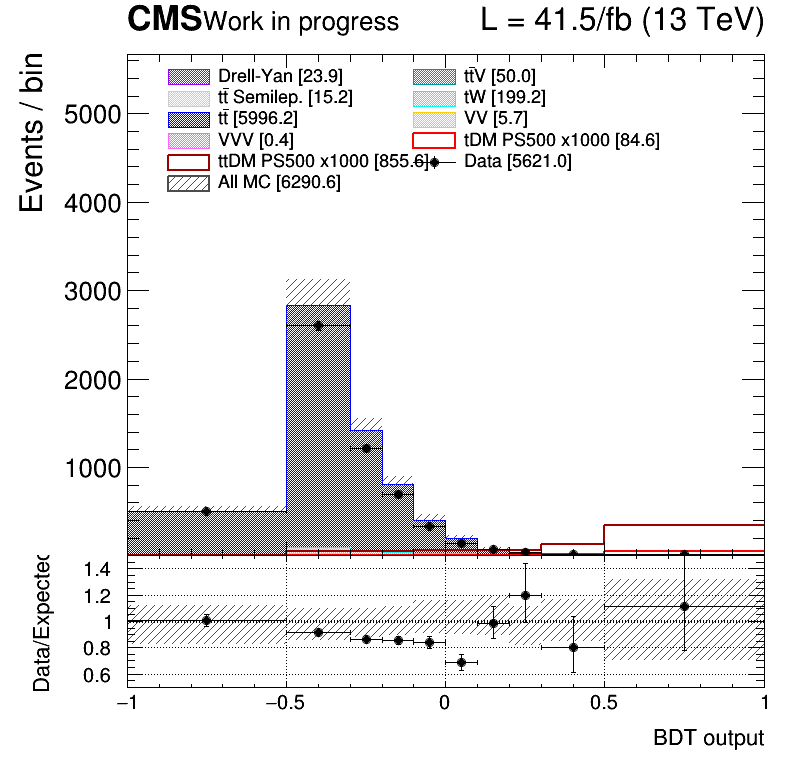 CMS Work in progress L = 41.5/fb (13 TeV)
Events / bin
Drell-Yan [23.9] tt̄V [50.0]
tt̄ Semilep. [15.2] tW [199.2]
tt̄ [5996.2] VV [5.7]
VVV [0.4] tDM PS500 x1000 [84.6]
ttDM PS500 x1000 [855.6] Data [5621.0]
All MC [6290.6]
5000
4000
3000
2000
1000
Data/Expected
1.4
1.2
1
0.8
0.6
−1 −0.5 0 0.5 1
BDT output